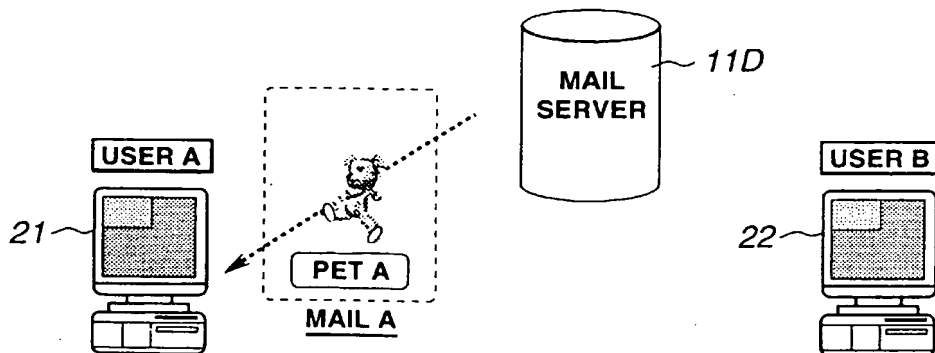 11D
MAIL
SERVER
USER A
USER B
21
22
PET A
MAIL A